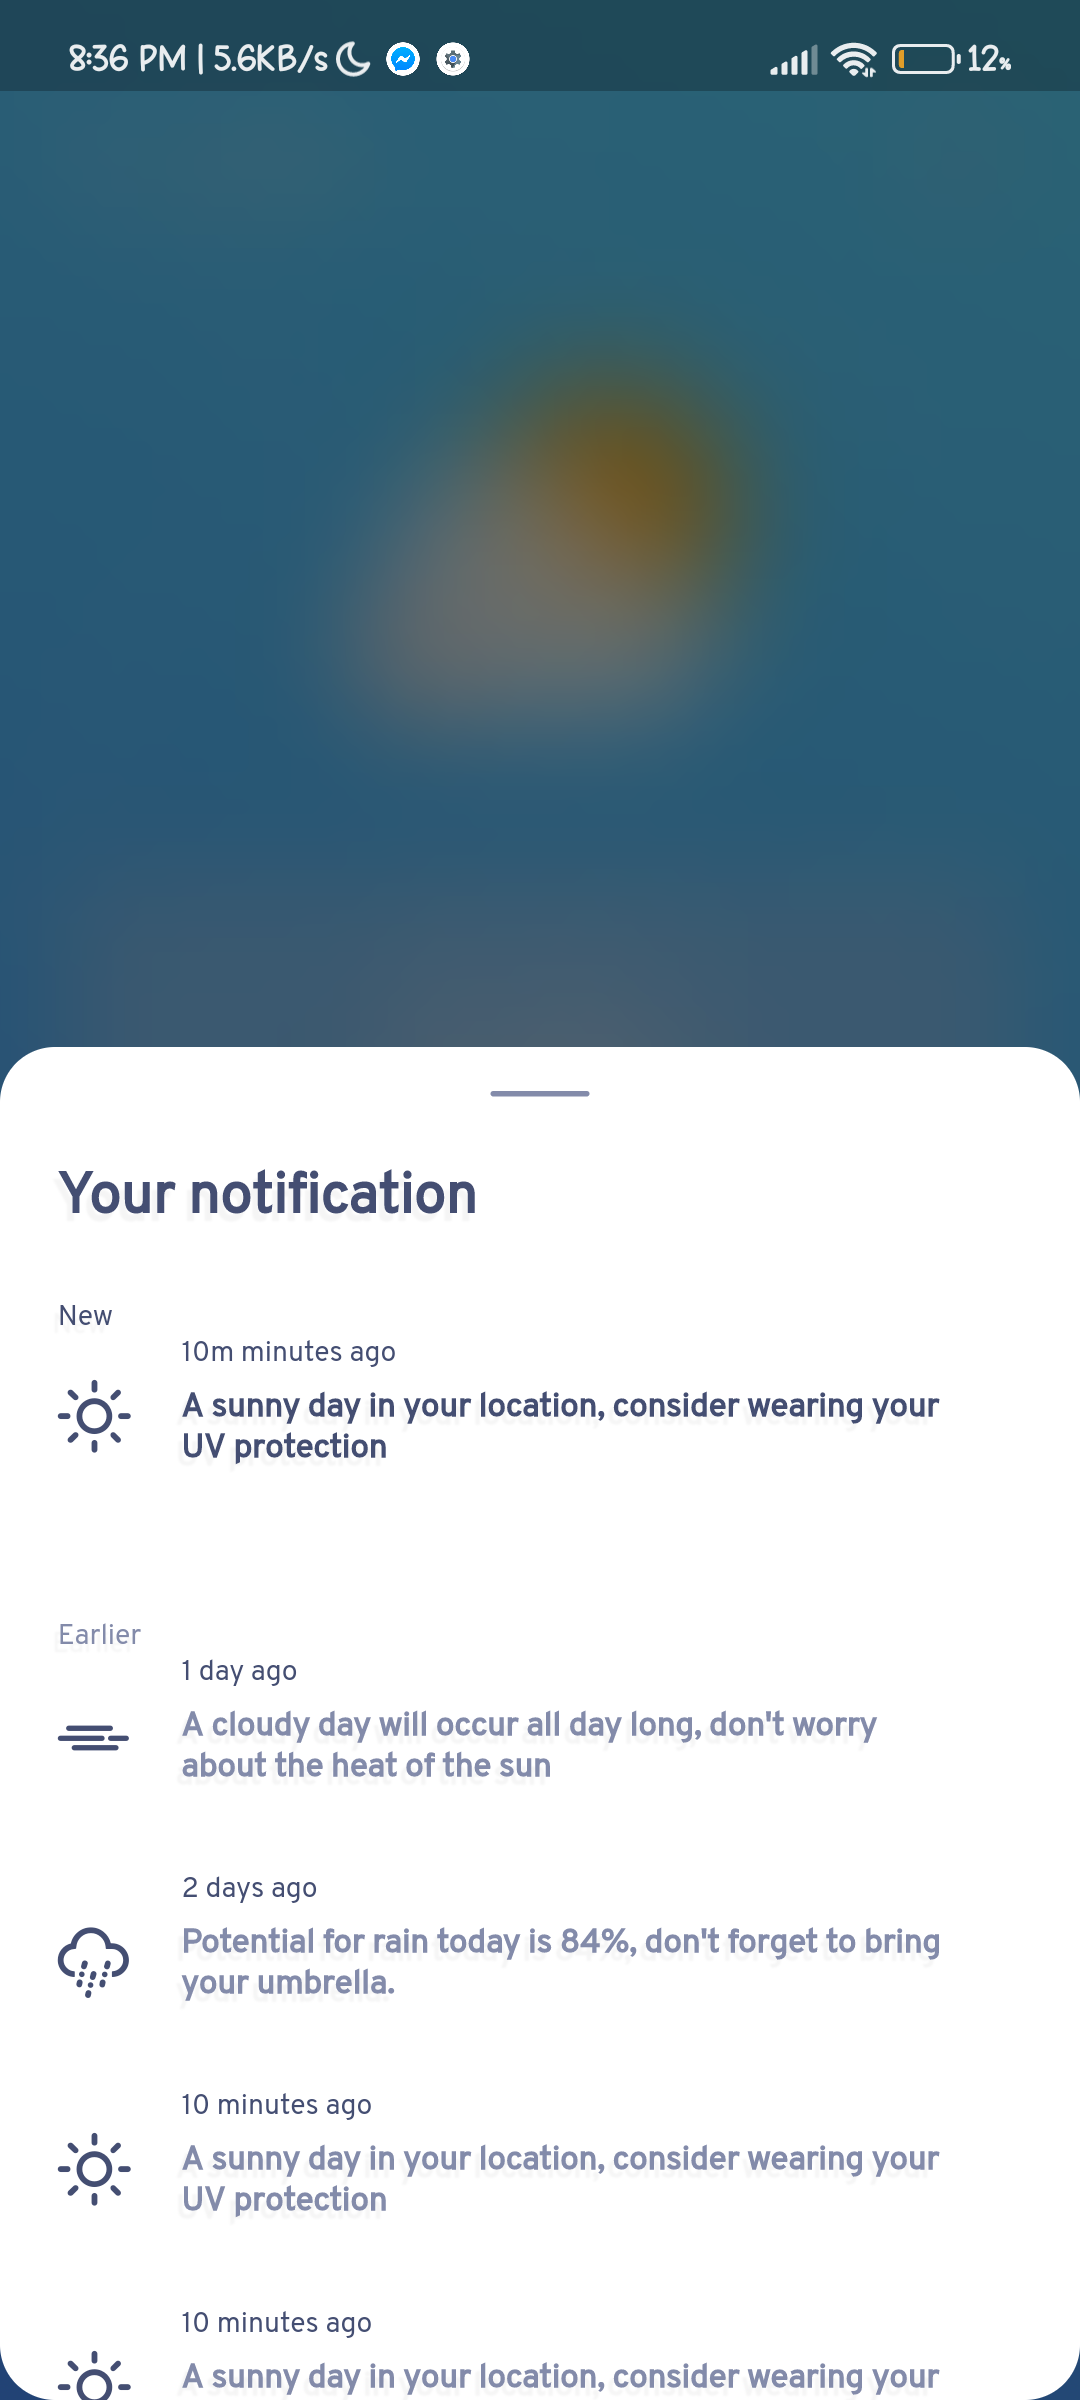 8:36 PM | 5.6KB/s
12%
Your notification
New
10m minutes ago
A sunny day in your location, consider wearing your
UV protection
Earlier
1 day ago
A cloudy day will occur all day long, don't worry
about the heat of the sun
2 days ago
Potential for rain today is 84%, don't forget to bring
your umbrella.
10 minutes ago
A sunny day in your location, consider wearing your
UV protection
10 minutes ago
A sunny day in your location, consider wearing your